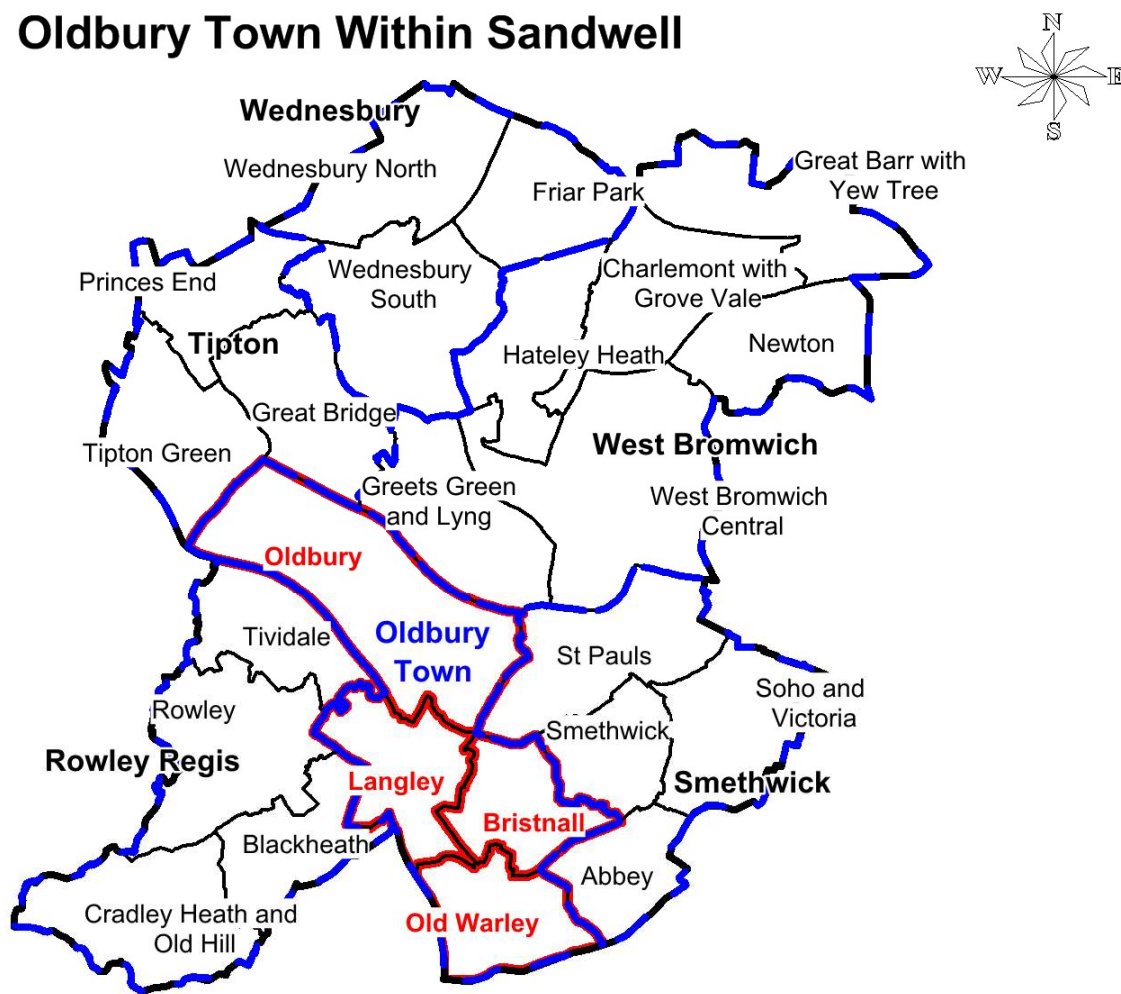 Oldbury Town Within Sandwell
N
W
E
S
Wednesbury
Wednesbury North
Friar Park
Great Barr with
Yew Tree
Princes End
Wednesbury
South
Charlemont with
Grove Vale
Tipton
Hateley Heath
Newton
Great Bridge
Tipton Green
West Bromwich
Greets Green
and Lyng
West Bromwich
Central
Oldbury
Tividale
Oldbury
Town
St Pauls
Rowley
Soho and
Victoria
Smethwick
Rowley Regis
Langley
Smethwick
Bristnall
Blackheath
Abbey
Cradley Heath and
Old Hill
Old Warley